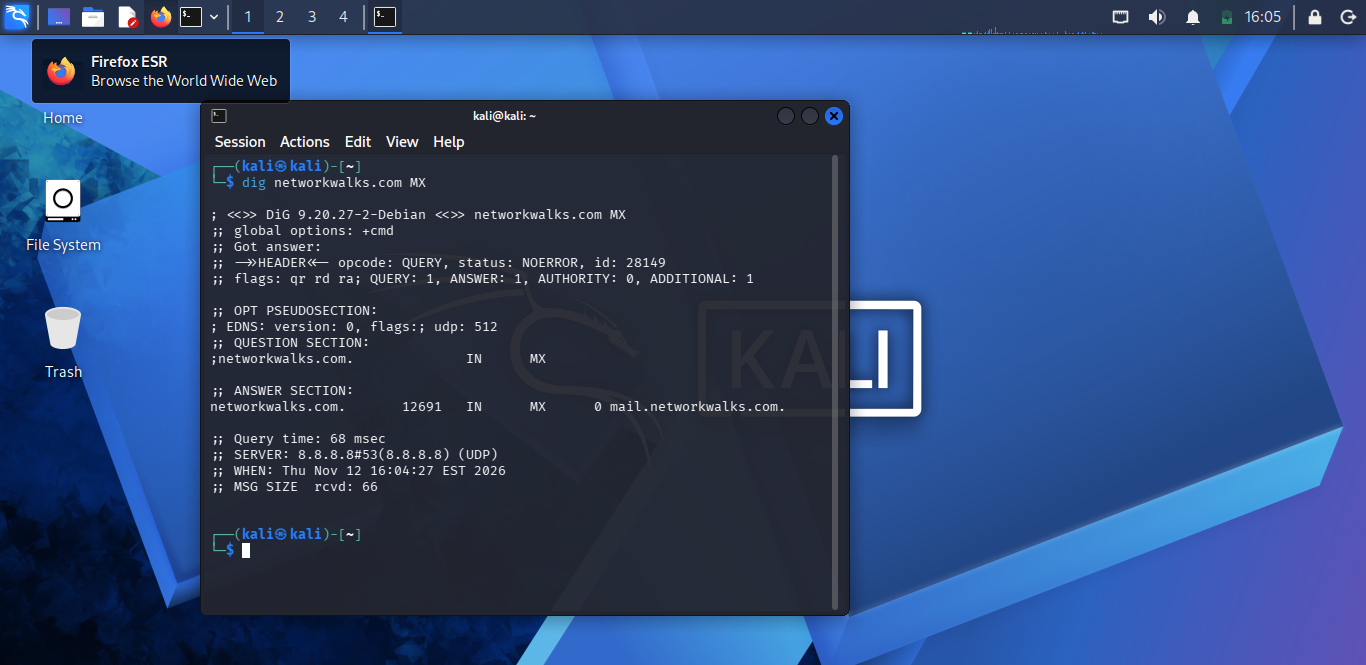 1 2 3 4 16:05
Firefox ESR
Browse the World Wide Web
Home
File System
Trash
kali@kali: ~
Session Actions Edit View Help
┌──(kali㉿kali)-[~]
└─$ dig networkwalks.com MX
; <<>> DiG 9.20.27-2-Debian <<>> networkwalks.com MX
;; global options: +cmd
;; Got answer:
;; ->>HEADER<<- opcode: QUERY, status: NOERROR, id: 28149
;; flags: qr rd ra; QUERY: 1, ANSWER: 1, AUTHORITY: 0, ADDITIONAL: 1
;; OPT PSEUDOSECTION:
; EDNS: version: 0, flags:; udp: 512
;; QUESTION SECTION:
;networkwalks.com. IN MX
;; ANSWER SECTION:
networkwalks.com. 12691 IN MX 0 mail.networkwalks.com.
;; Query time: 68 msec
;; SERVER: 8.8.8.8#53(8.8.8.8) (UDP)
;; WHEN: Thu Nov 12 16:04:27 EST 2026
;; MSG SIZE  rcvd: 66
┌──(kali㉿kali)-[~]
└─$
KALI